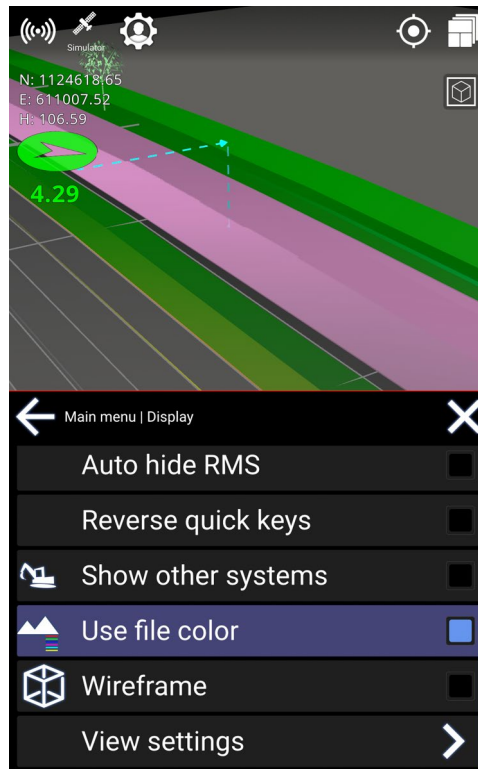 Simulator
N: 1124618.65
E: 611007.52
H: 106.59
4.29
Main menu | Display
Auto hide RMS
Reverse quick keys
Show other systems
Use file color
Wireframe
View settings